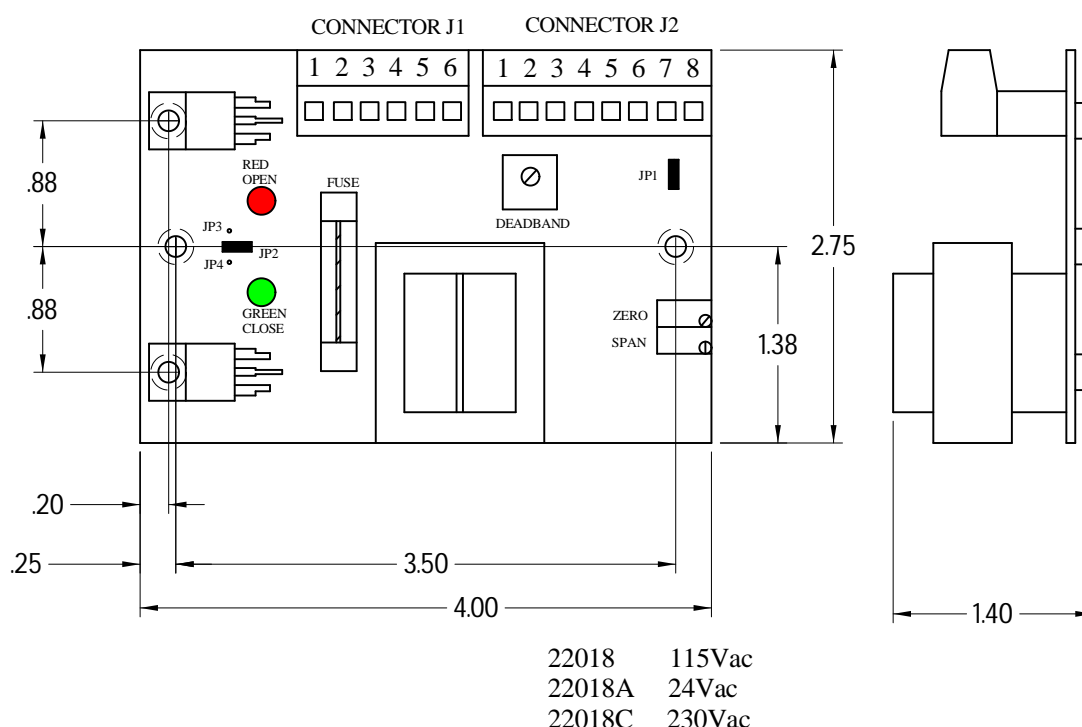 CONNECTOR J1
CONNECTOR J2
1 2 3 4 5 6
1 2 3 4 5 6 7 8
.88
RED
OPEN
FUSE
JP1
DEADBAND
JP3
JP2
JP4
2.75
.88
GREEN
CLOSE
ZERO
SPAN
1.38
.20
.25
3.50
4.00
1.40
22018 115Vac
22018A 24Vac
22018C 230Vac